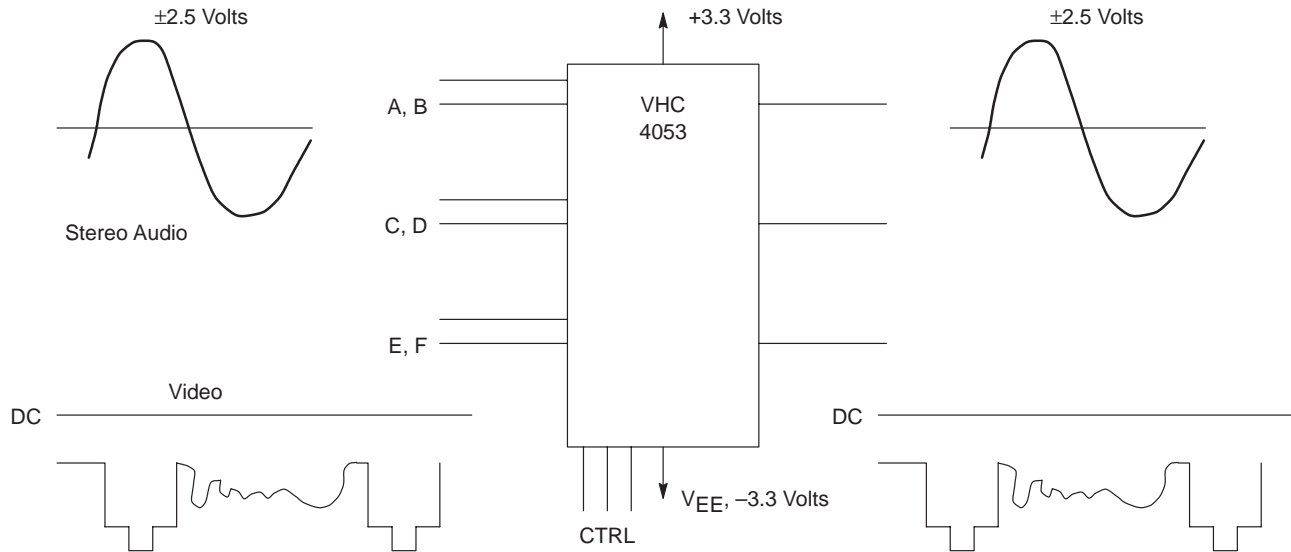 ±2.5 Volts
+3.3 Volts
±2.5 Volts
A, B
VHC
4053
C, D
Stereo Audio
E, F
Video
DC
DC
VEE, –3.3 Volts
CTRL